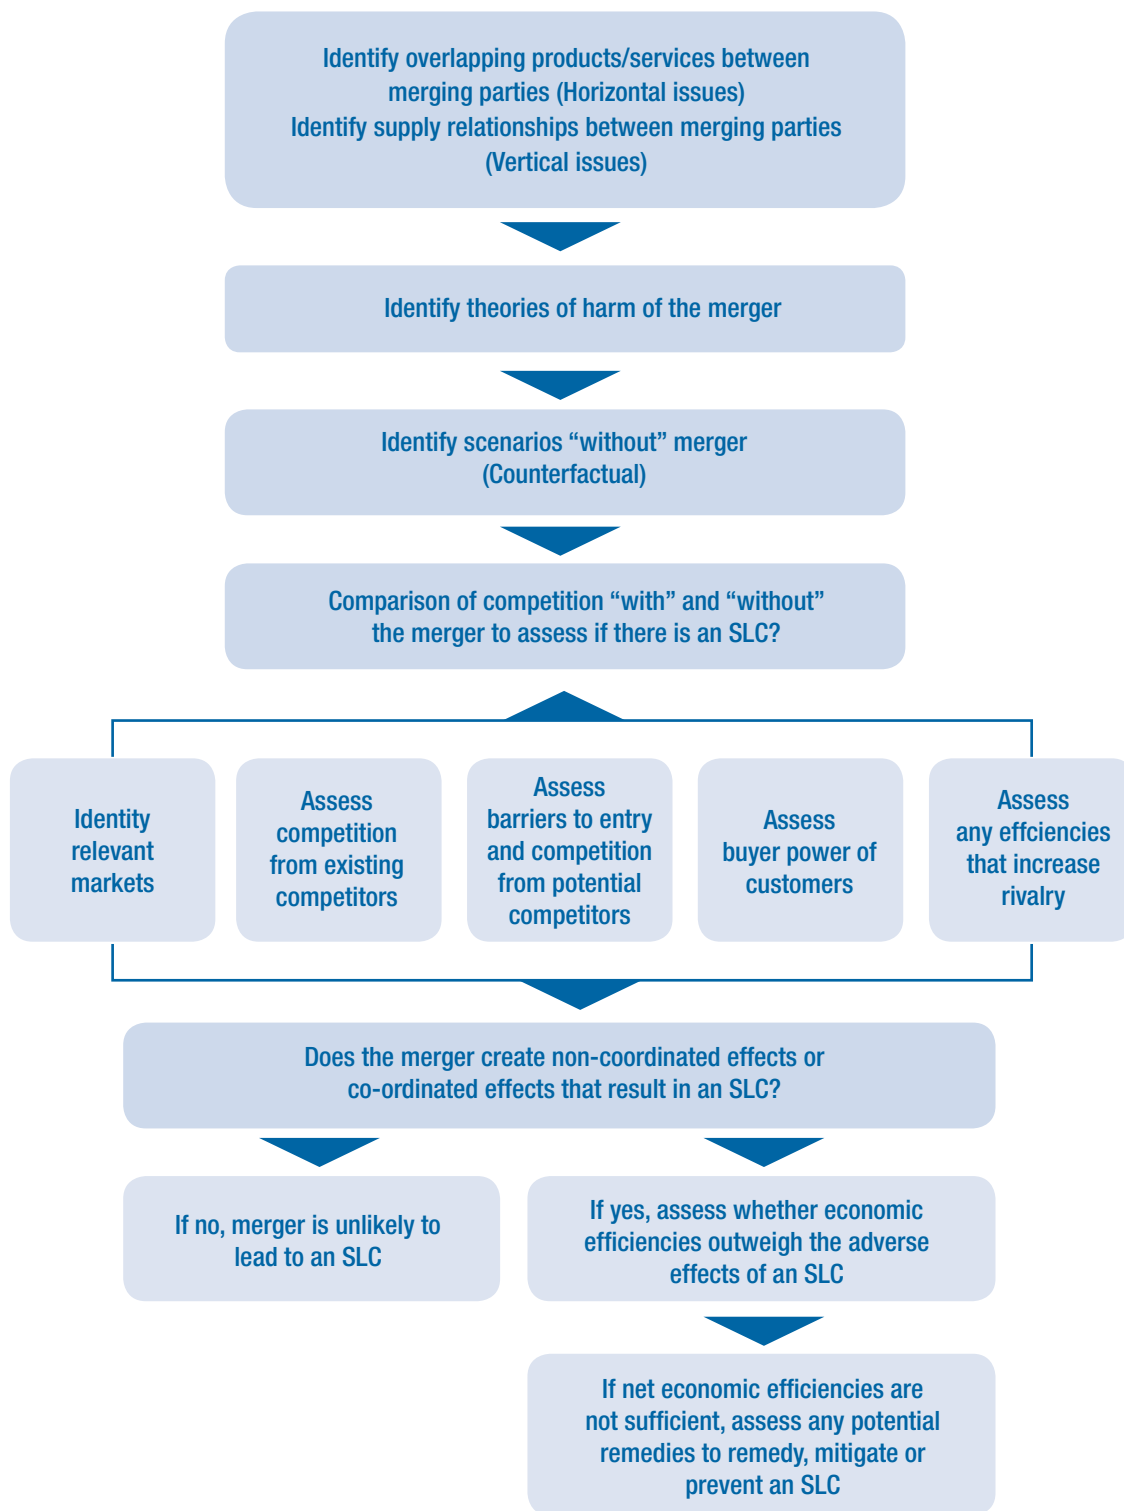 Identify overlapping products/services between
merging parties (Horizontal issues)
Identify supply relationships between merging parties
(Vertical issues)
Identify theories of harm of the merger
Identify scenarios “without” merger
(Counterfactual)
Comparison of competition “with” and “without”
the merger to assess if there is an SLC?
Identity
relevant
markets
Assess
competition
from existing
competitors
Assess
barriers to entry
and competition
from potential
competitors
Assess
buyer power of
customers
Assess
any effciencies
that increase
rivalry
Does the merger create non-coordinated effects or
co-ordinated effects that result in an SLC?
If no, merger is unlikely to
lead to an SLC
If yes, assess whether economic
efficiencies outweigh the adverse
effects of an SLC
If net economic efficiencies are
not sufficient, assess any potential
remedies to remedy, mitigate or
prevent an SLC